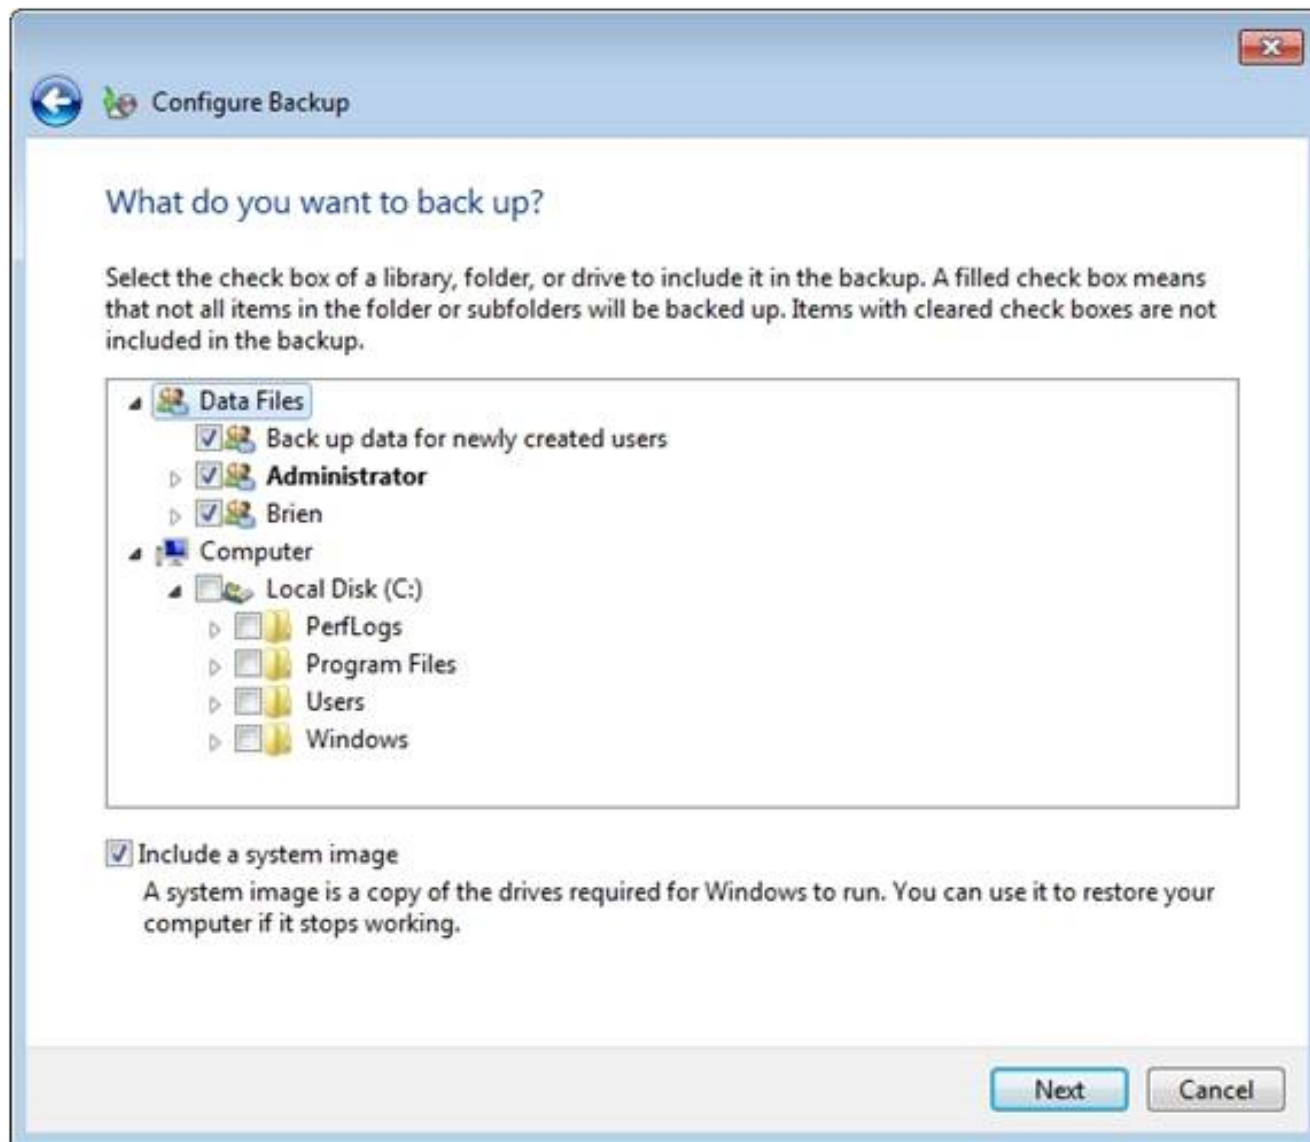 Configure Backup
What do you want to back up?
Select the check box of a library, folder, or drive to include it in the backup. A filled check box means
that not all items in the folder or subfolders will be backed up. Items with cleared check boxes are not
included in the backup.
Data Files
Back up data for newly created users
Administrator
Brien
Computer
Local Disk (C:)
PerfLogs
Program Files
Users
Windows
Include a system image
A system image is a copy of the drives required for Windows to run. You can use it to restore your
computer if it stops working.
Next
Cancel